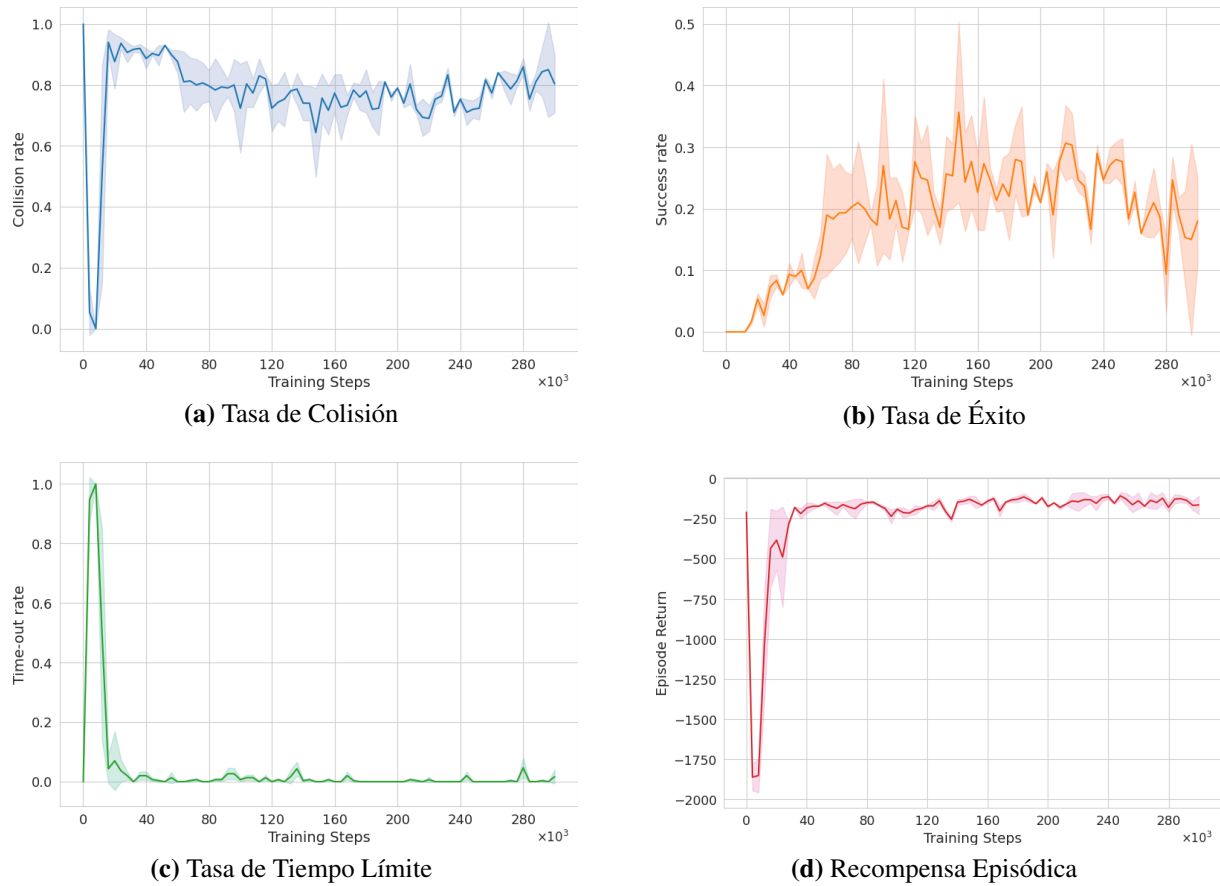 1.0
0.8
0.6
0.4
0.2
0.0
Collision rate
0 40 80 120 160 200 240 280
Training Steps
×10³
(a) Tasa de Colisión
0.5
0.4
0.3
0.2
0.1
0.0
Success rate
0 40 80 120 160 200 240 280
Training Steps
×10³
(b) Tasa de Éxito
1.0
0.8
0.6
0.4
0.2
0.0
Time-out rate
0 40 80 120 160 200 240 280
Training Steps
×10³
(c) Tasa de Tiempo Límite
0
−250
−500
−750
−1000
−1250
−1500
−1750
−2000
Episode Return
0 40 80 120 160 200 240 280
Training Steps
×10³
(d) Recompensa Episódica